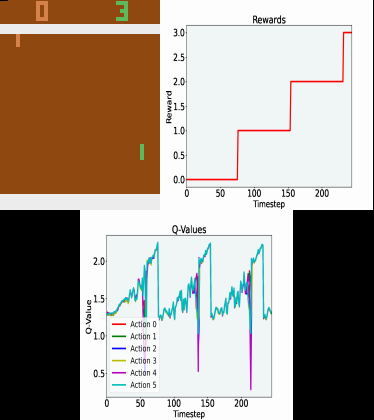 0 3
Rewards
3.0
2.5
2.0
1.5
1.0
0.5
0.0
Reward
0 50 100 150 200
Timestep
Q-Values
2.0
1.5
1.0
0.5
Q-Value
Action 0
Action 1
Action 2
Action 3
Action 4
Action 5
0 50 100 150 200
Timestep